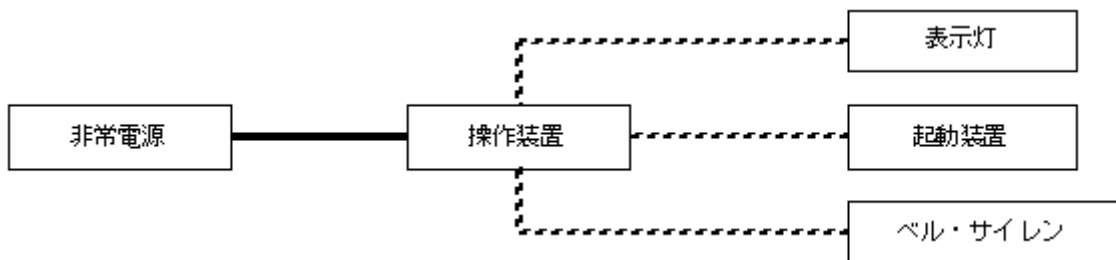 表示灯
非常電源
操作装置
起動装置
ベル・サイレン